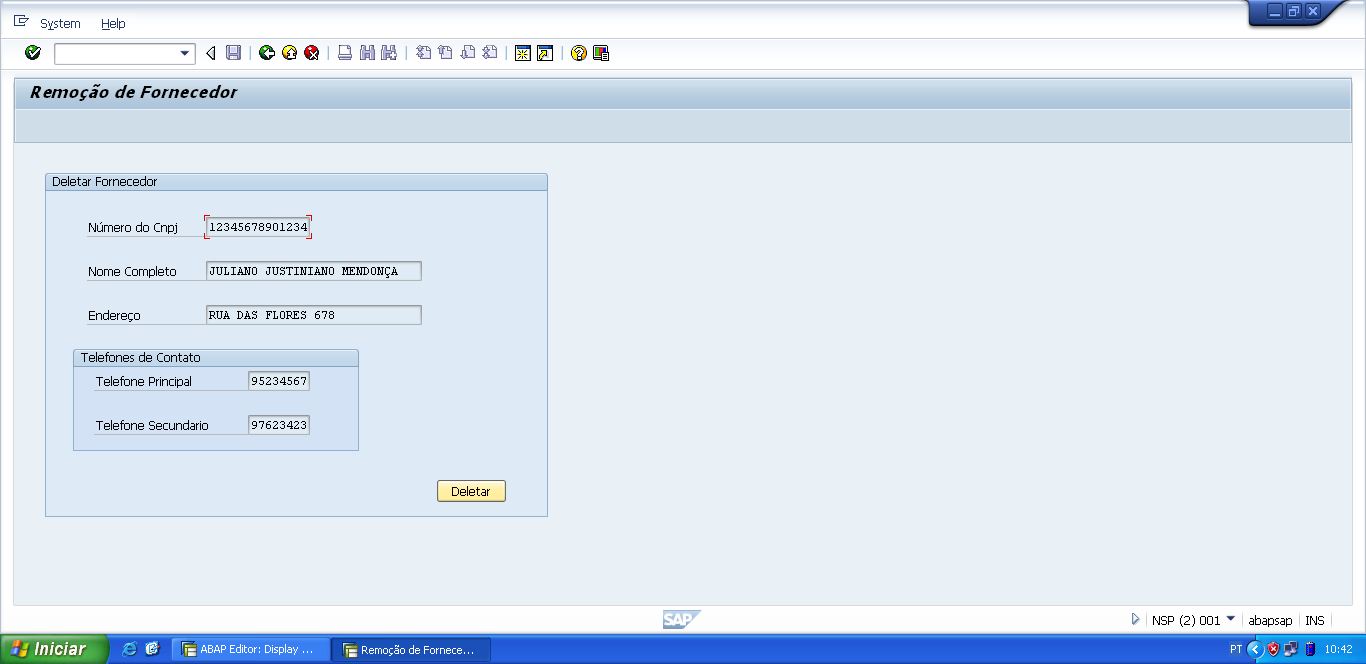 System Help
Remoção de Fornecedor
Deletar Fornecedor
Número do Cnpj 12345678901234
Nome Completo JULIANO JUSTINIANO MENDONÇA
Endereço RUA DAS FLORES 678
Telefones de Contato
Telefone Principal 95234567
Telefone Secundario 97623423
Deletar
SAP NSP (2) 001 abapsap INS
Iniciar ABAP Editor: Display ... Remoção de Fornece... PT 10:42